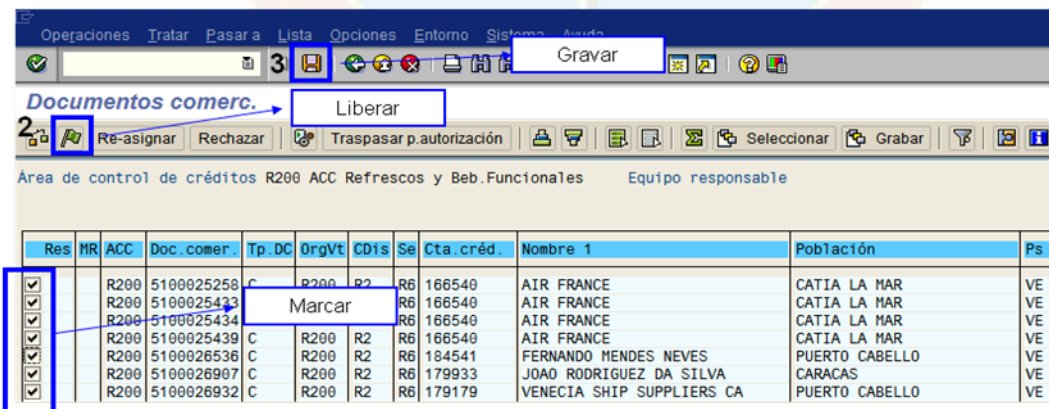 Operaciones Tratar Pasar a Lista Opciones Entorno Sistema Ayuda
3 Gravar
Documentos comerc.
Liberar
2 Re-asignar Rechazar Traspasar p.autorización Seleccionar Grabar
Área de control de créditos R200 ACC Refrescos y Beb.Funcionales Equipo responsable
Res MR ACC Doc.comer. Tp.DC OrgVt CDis Se Cta.créd. Nombre 1 Población Ps
R200 5100025258 C R200 R2 R6 166540 AIR FRANCE CATIA LA MAR VE
R200 5100025433 R6 166540 AIR FRANCE CATIA LA MAR VE
Marcar
R200 5100025434 R6 166540 AIR FRANCE CATIA LA MAR VE
R200 5100025439 C R200 R2 R6 166540 AIR FRANCE CATIA LA MAR VE
R200 5100026536 C R200 R2 R6 184541 FERNANDO MENDES NEVES PUERTO CABELLO VE
R200 5100026907 C R200 R2 R6 179933 JOAO RODRIGUEZ DA SILVA CARACAS VE
R200 5100026932 C R200 R2 R6 179179 VENECIA SHIP SUPPLIERS CA PUERTO CABELLO VE